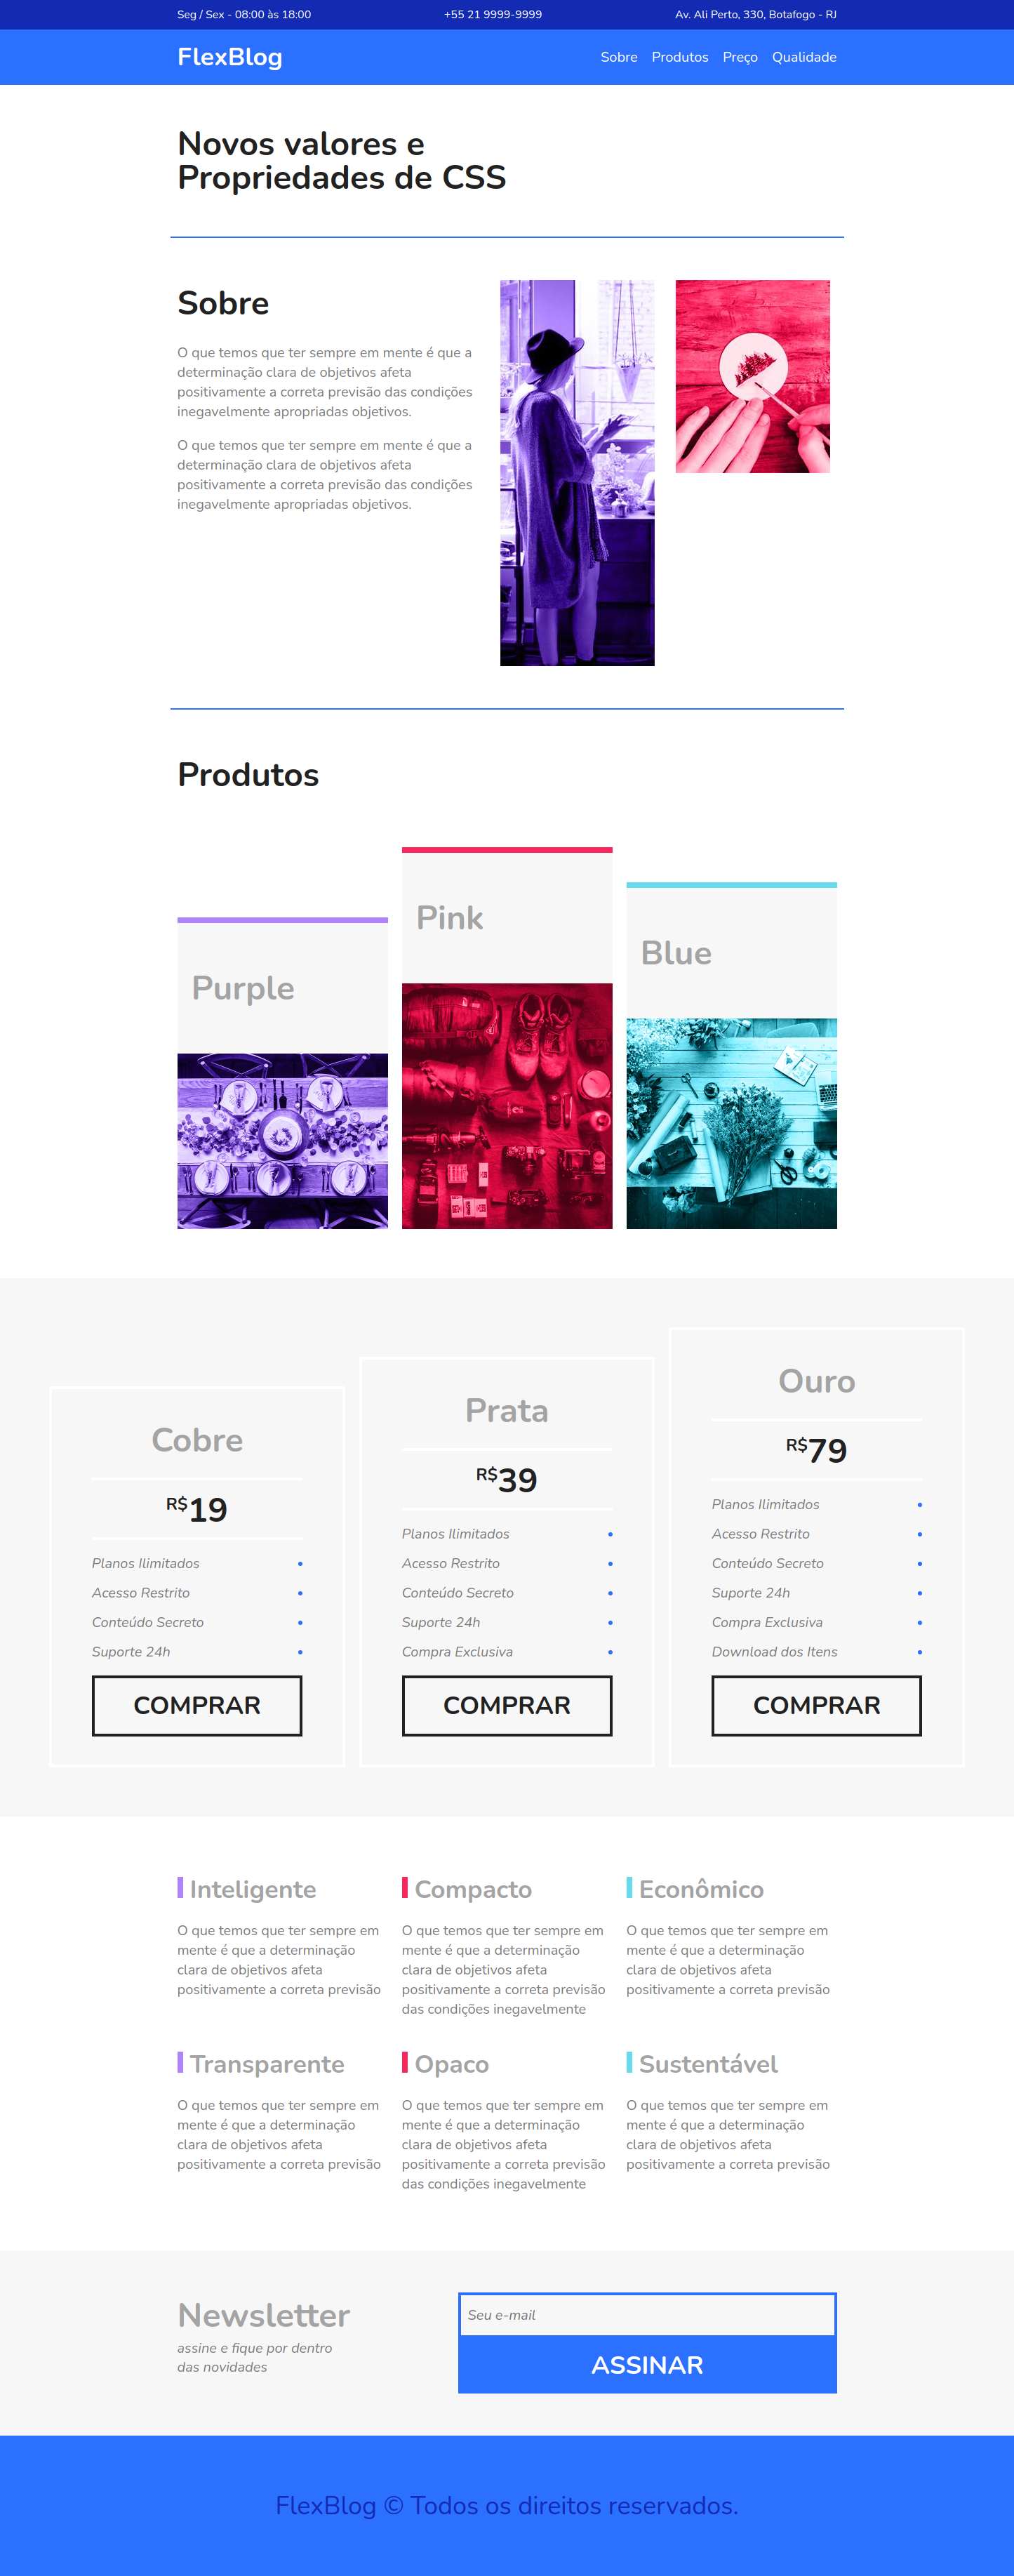 Seg / Sex - 08:00 às 18:00
+55 21 9999-9999
Av. Ali Perto, 330, Botafogo - RJ
FlexBlog
Sobre Produtos Preço Qualidade
Novos valores e
Propriedades de CSS
Sobre
O que temos que ter sempre em mente é que a
determinação clara de objetivos afeta
positivamente a correta previsão das condições
inegavelmente apropriadas objetivos.
O que temos que ter sempre em mente é que a
determinação clara de objetivos afeta
positivamente a correta previsão das condições
inegavelmente apropriadas objetivos.
Produtos
Purple
Pink
Blue
Cobre
R$19
Planos Ilimitados
Acesso Restrito
Conteúdo Secreto
Suporte 24h
COMPRAR
Prata
R$39
Planos Ilimitados
Acesso Restrito
Conteúdo Secreto
Suporte 24h
Compra Exclusiva
COMPRAR
Ouro
R$79
Planos Ilimitados
Acesso Restrito
Conteúdo Secreto
Suporte 24h
Compra Exclusiva
Download dos Itens
COMPRAR
Inteligente
O que temos que ter sempre em
mente é que a determinação
clara de objetivos afeta
positivamente a correta previsão
Compacto
O que temos que ter sempre em
mente é que a determinação
clara de objetivos afeta
positivamente a correta previsão
das condições inegavelmente
Econômico
O que temos que ter sempre em
mente é que a determinação
clara de objetivos afeta
positivamente a correta previsão
Transparente
O que temos que ter sempre em
mente é que a determinação
clara de objetivos afeta
positivamente a correta previsão
Opaco
O que temos que ter sempre em
mente é que a determinação
clara de objetivos afeta
positivamente a correta previsão
das condições inegavelmente
Sustentável
O que temos que ter sempre em
mente é que a determinação
clara de objetivos afeta
positivamente a correta previsão
Newsletter
assine e fique por dentro
das novidades
Seu e-mail
ASSINAR
FlexBlog © Todos os direitos reservados.